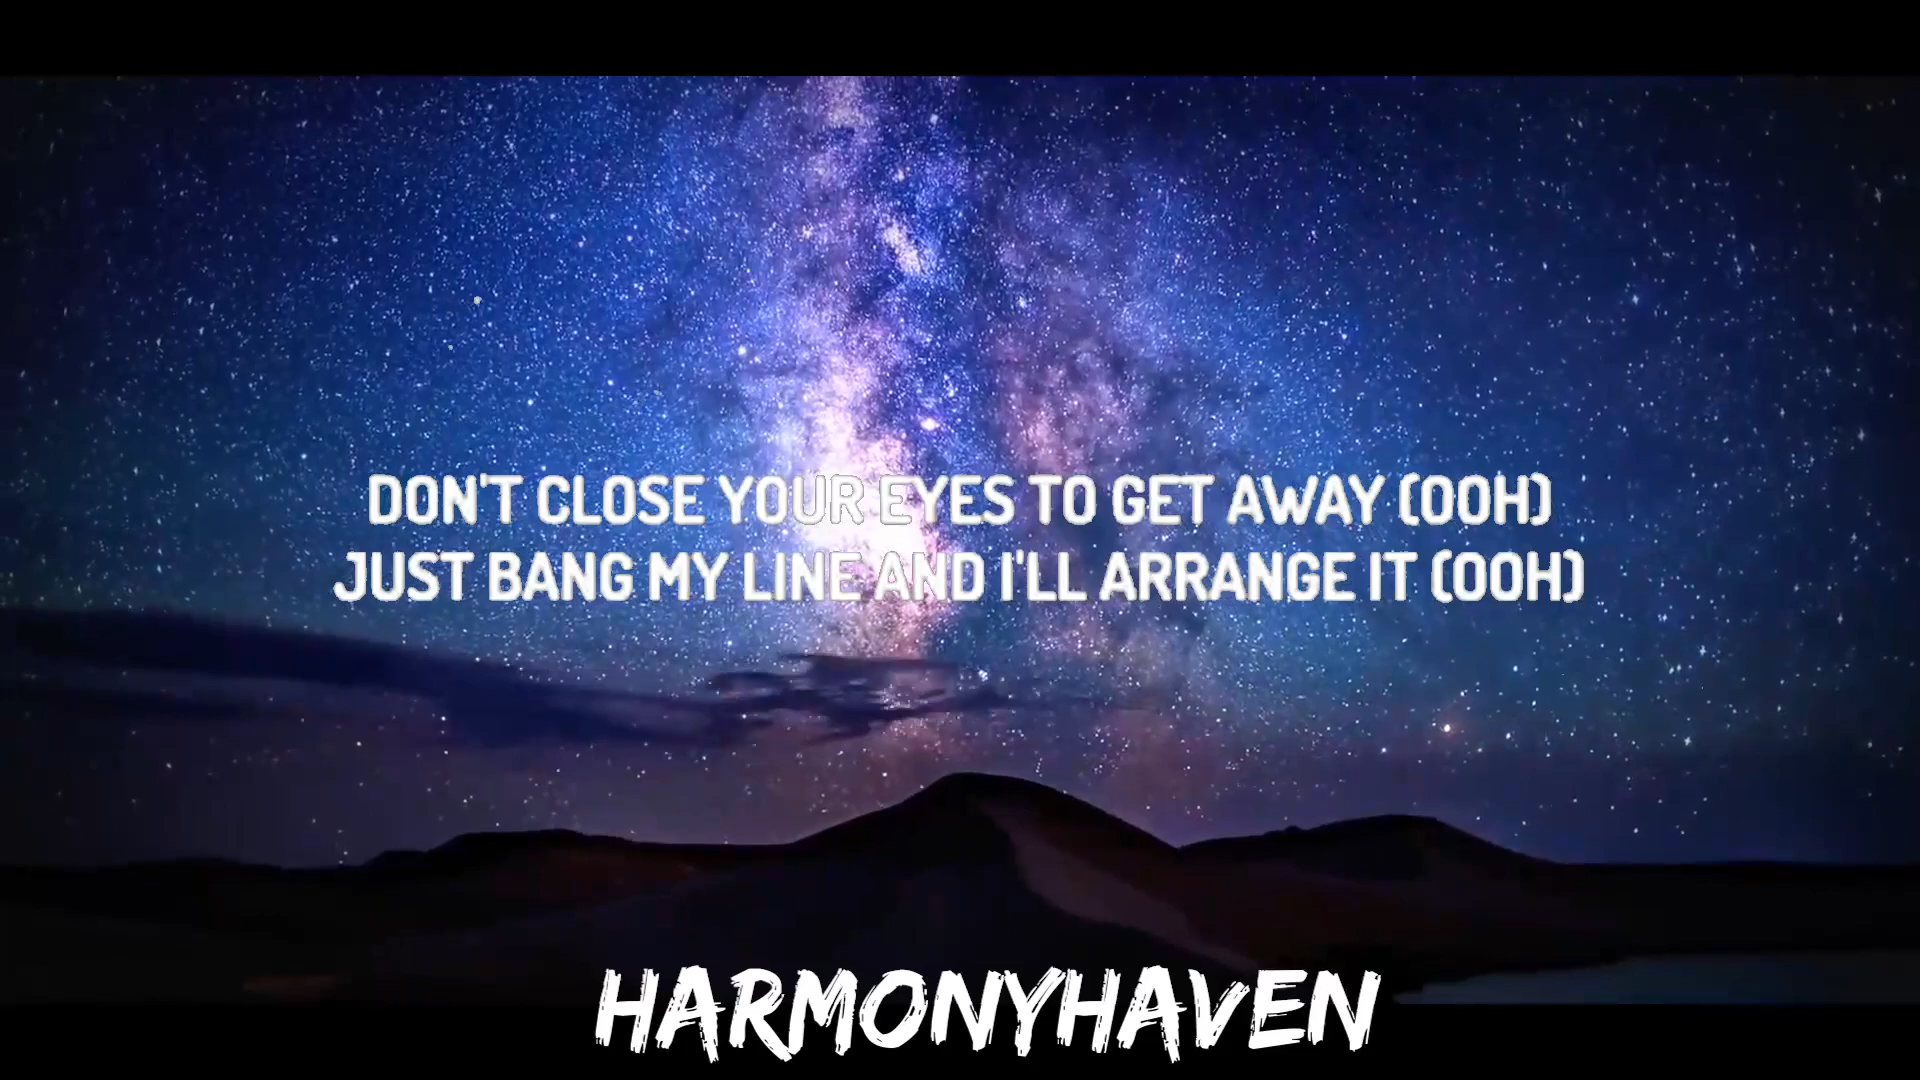 DON'T CLOSE YOUR EYES TO GET AWAY (OOH)
JUST BANG MY LINE AND I'LL ARRANGE IT (OOH)
HARMONYHAVEN